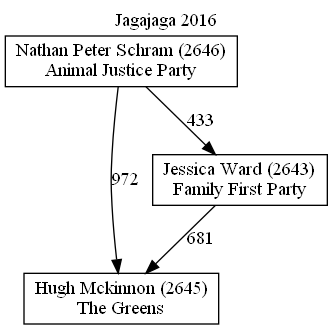 Jagajaga 2016
Nathan Peter Schram (2646)
Animal Justice Party
433
Jessica Ward (2643)
Family First Party
972
681
Hugh Mckinnon (2645)
The Greens